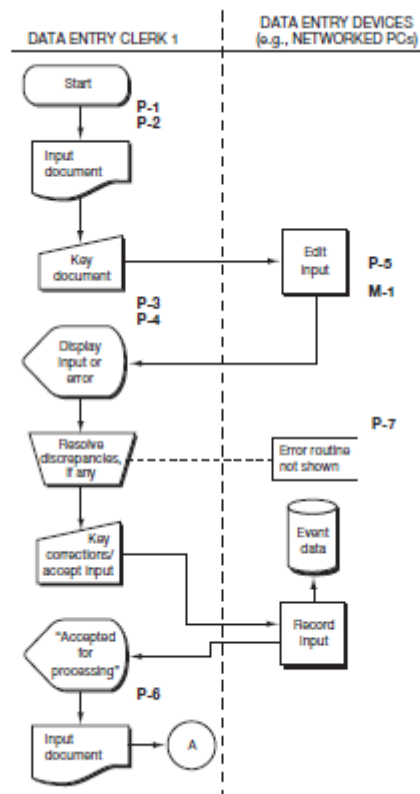 DATA ENTRY CLERK 1
DATA ENTRY DEVICES
(e.g., NETWORKED PCs)
Start
P-1
P-2
Input
document
Key
document
Edit
input
P-5
M-1
P-3
P-4
Display
input or
error
P-7
Resolve
discrepancies,
if any
Error routine
not shown
Event
data
Key
corrections/
accept input
Record
input
"Accepted
for
processing"
P-6
Input
document
A